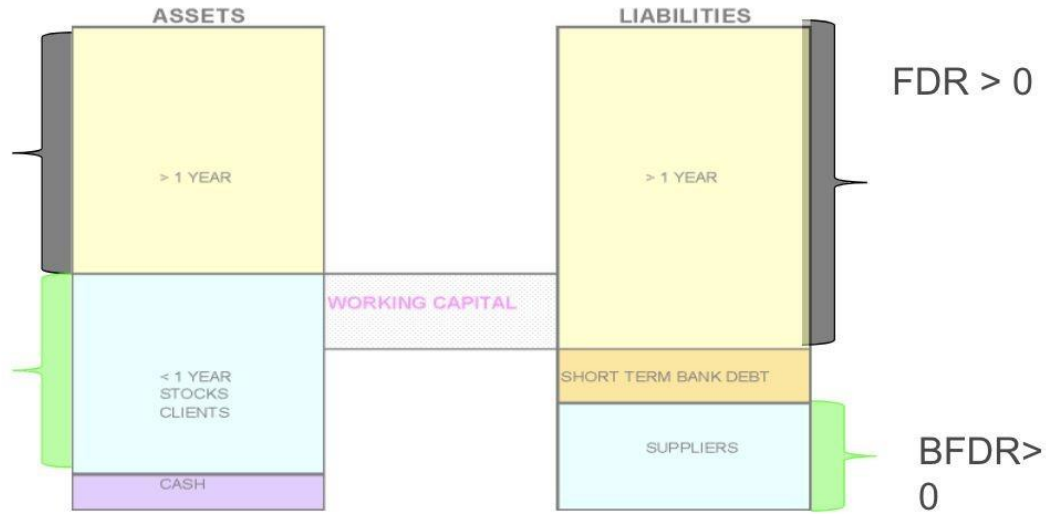 ASSETS
LIABILITIES
FDR > 0
> 1 YEAR
> 1 YEAR
WORKING CAPITAL
< 1 YEAR
STOCKS
CLIENTS
SHORT TERM BANK DEBT
SUPPLIERS
BFDR>
0
CASH